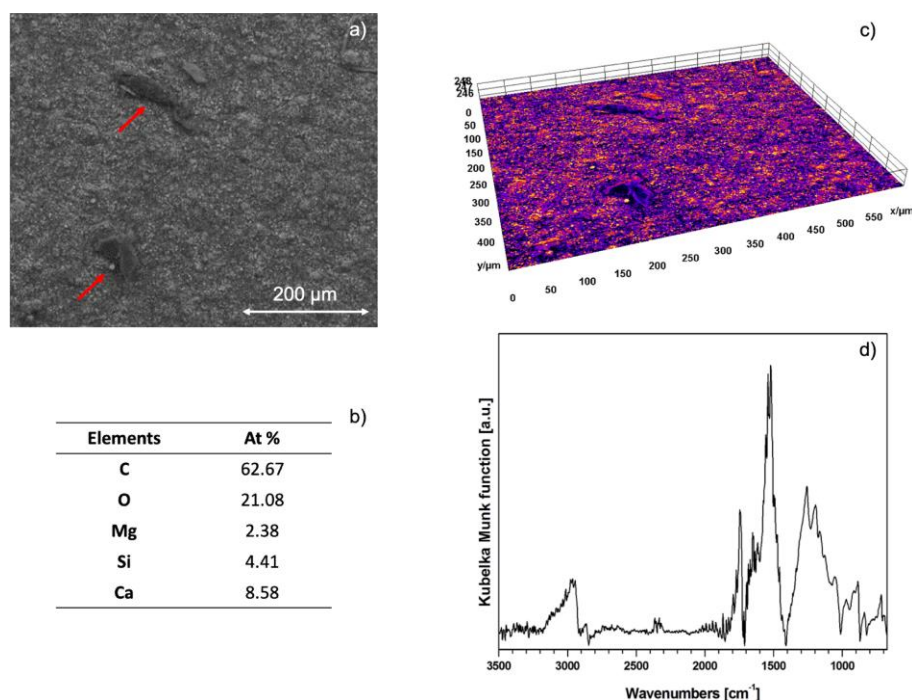 a)
200 μm
b)
Elements At %
C 62.67
O 21.08
Mg 2.38
Si 4.41
Ca 8.58
c)
248
246
0
50
100
150
200
250
300
350
400
y/μm
0 50 100 150 200 250 300 350 400 450 500 550
x/μm
d)
Kubelka Munk function [a.u.]
3500 3000 2500 2000 1500 1000
Wavenumbers [cm⁻¹]